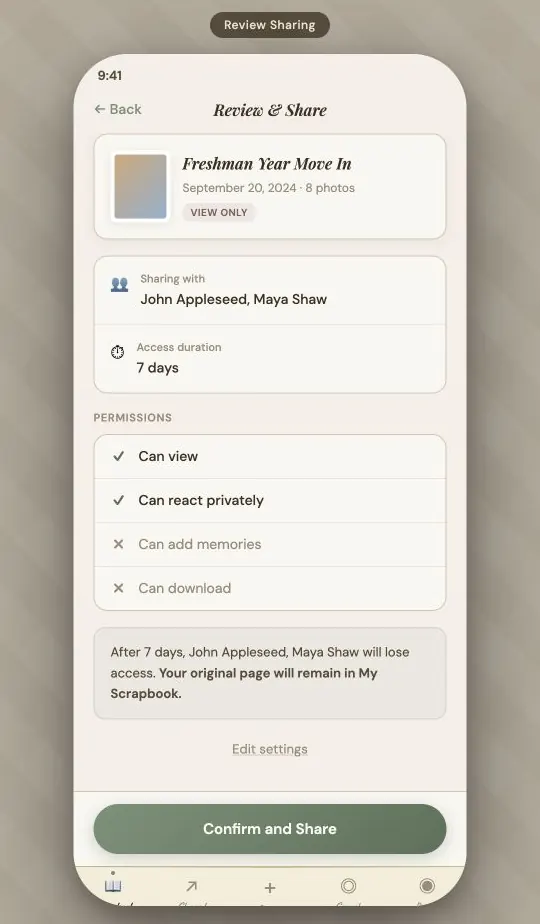 Review Sharing
9:41
← Back
Review & Share
Freshman Year Move In
September 20, 2024 · 8 photos
VIEW ONLY
Sharing with
John Appleseed, Maya Shaw
Access duration
7 days
PERMISSIONS
✓ Can view
✓ Can react privately
✕ Can add memories
✕ Can download
After 7 days, John Appleseed, Maya Shaw will lose
access. Your original page will remain in My
Scrapbook.
Edit settings
Confirm and Share